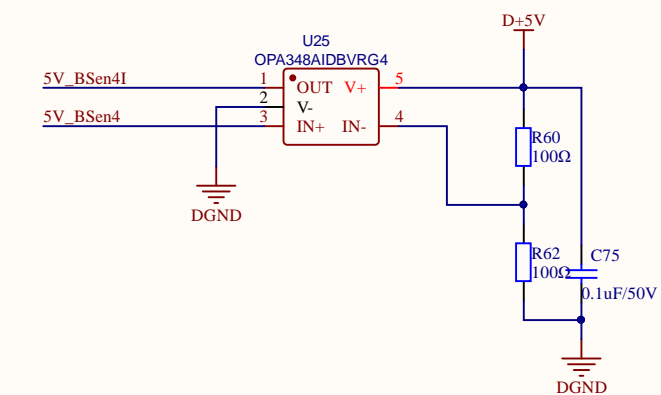 D+5V
U25
OPA348AIDBVRG4
5V_BSen4I 1 OUT V+ 5
2 V-
5V_BSen4 3 IN+ IN- 4
R60
100Ω
DGND
R62
100Ω
C75
0.1uF/50V
DGND